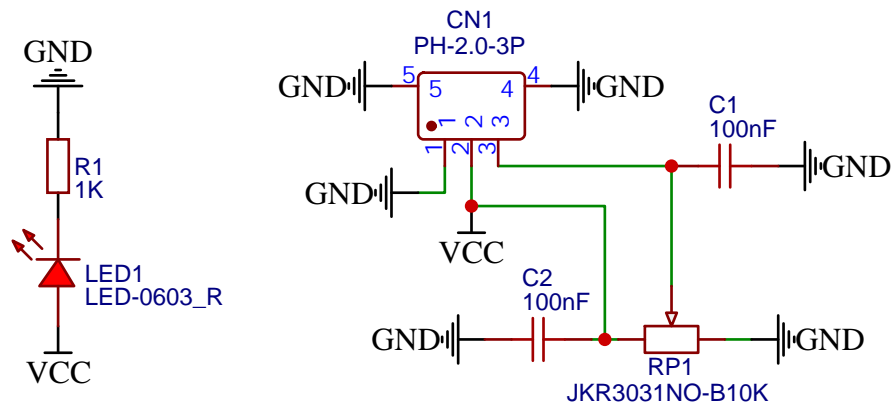 GND
R1
1K
LED1
LED-0603_R
VCC
CN1
PH-2.0-3P
GND 5 5 4 4 GND
1 2 3
1 2 3
GND
VCC
C1
100nF
GND
C2
100nF
GND
GND
RP1
JKR3031NO-B10K